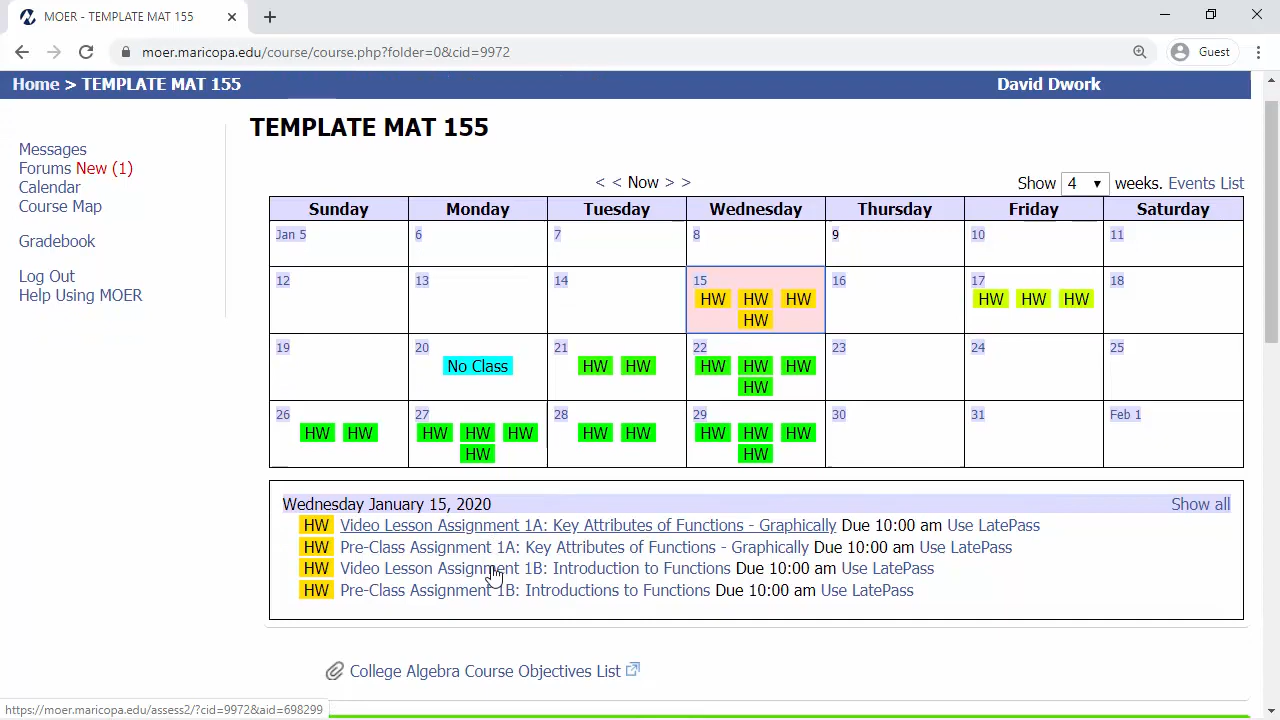 MOER - TEMPLATE MAT 155
moer.maricopa.edu/course/course.php?folder=0&cid=9972
Guest
Home > TEMPLATE MAT 155
David Dwork
Messages
Forums New (1)
Calendar
Course Map
Gradebook
Log Out
Help Using MOER
TEMPLATE MAT 155
< < Now > >
Show 4 weeks. Events List
Sunday Monday Tuesday Wednesday Thursday Friday Saturday
Jan 5 6 7 8 9 10 11
12 13 14 15 16 17 18
HW HW HW HW HW HW
HW
19 20 21 22 23 24 25
No Class HW HW HW HW HW
HW
26 27 28 29 30 31 Feb 1
HW HW HW HW HW HW HW HW HW HW
HW HW
Wednesday January 15, 2020 Show all
HW Video Lesson Assignment 1A: Key Attributes of Functions - Graphically Due 10:00 am Use LatePass
HW Pre-Class Assignment 1A: Key Attributes of Functions - Graphically Due 10:00 am Use LatePass
HW Video Lesson Assignment 1B: Introduction to Functions Due 10:00 am Use LatePass
HW Pre-Class Assignment 1B: Introductions to Functions Due 10:00 am Use LatePass
College Algebra Course Objectives List
https://moer.maricopa.edu/assess2/?cid=9972&aid=698299